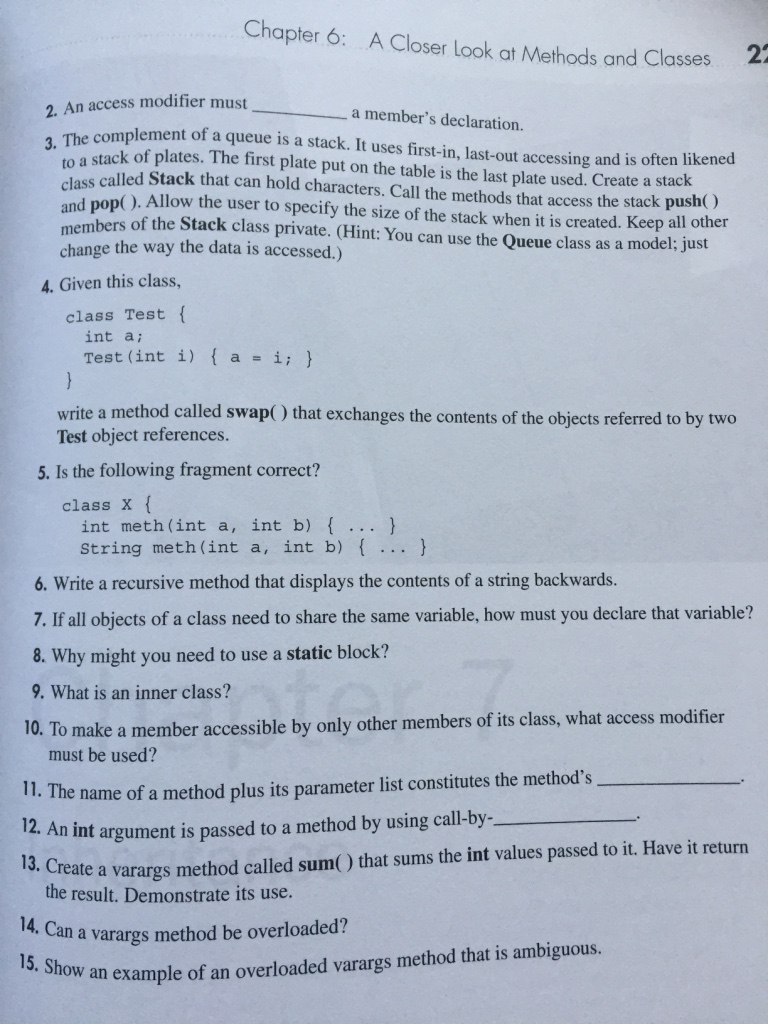 Chapter 6: A Closer Look at Methods and Classes
2. An access modifier must __________ a member's declaration.
3. The complement of a queue is a stack. It uses first-in, last-out accessing and is often likened
to a stack of plates. The first plate put on the table is the last plate used. Create a stack
class called Stack that can hold characters. Call the methods that access the stack push( )
and pop( ). Allow the user to specify the size of the stack when it is created. Keep all other
members of the Stack class private. (Hint: You can use the Queue class as a model; just
change the way the data is accessed.)
4. Given this class,
class Test {
int a;
Test(int i) { a = i; }
}
write a method called swap( ) that exchanges the contents of the objects referred to by two
Test object references.
5. Is the following fragment correct?
class X {
int meth(int a, int b) { ... }
String meth(int a, int b) { ... }
6. Write a recursive method that displays the contents of a string backwards.
7. If all objects of a class need to share the same variable, how must you declare that variable?
8. Why might you need to use a static block?
9. What is an inner class?
10. To make a member accessible by only other members of its class, what access modifier
must be used?
11. The name of a method plus its parameter list constitutes the method's ______________.
12. An int argument is passed to a method by using call-by-______________.
13. Create a varargs method called sum( ) that sums the int values passed to it. Have it return
the result. Demonstrate its use.
14. Can a varargs method be overloaded?
15. Show an example of an overloaded varargs method that is ambiguous.